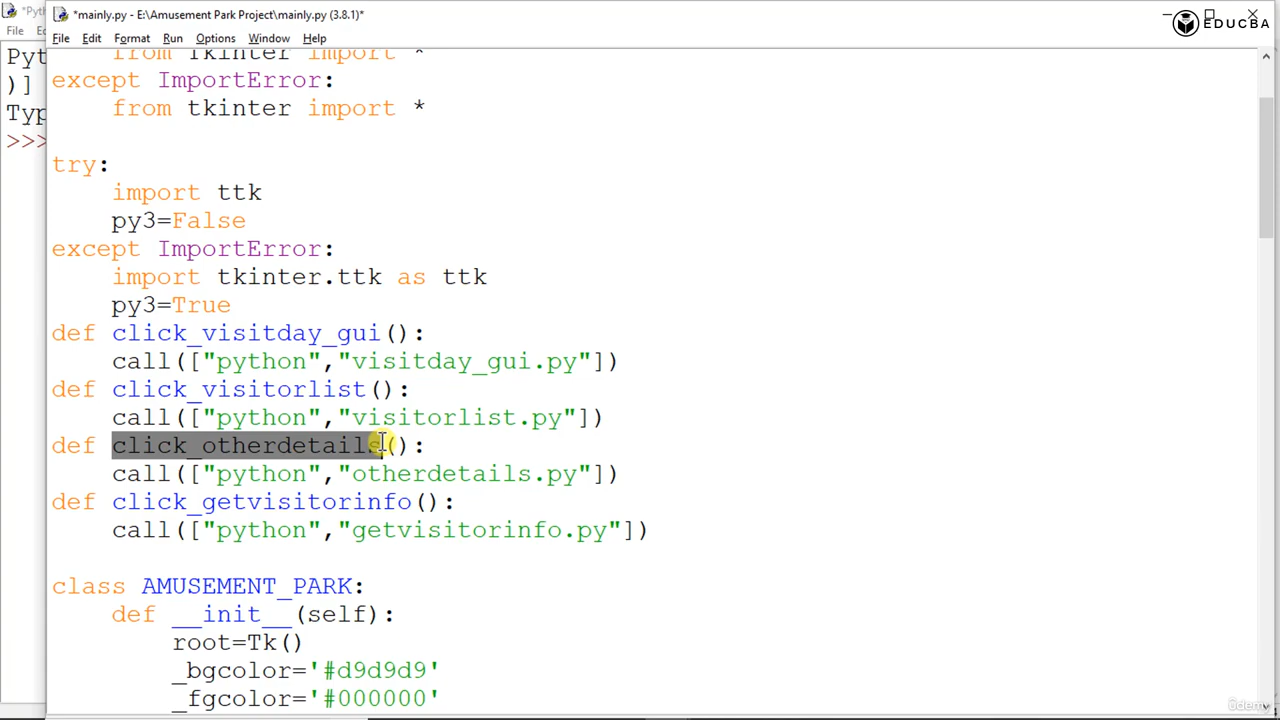 *mainly.py - E:\Amusement Park Project\mainly.py (3.8.1)*
EDUCBA
File Edit Format Run Options Window Help
File
Pyt
)]
Typ
>>>
from Tkinter import *
except ImportError:
from tkinter import *
try:
import ttk
py3=False
except ImportError:
import tkinter.ttk as ttk
py3=True
def click_visitday_gui():
call(["python","visitday_gui.py"])
def click_visitorlist():
call(["python","visitorlist.py"])
def click_otherdetails():
call(["python","otherdetails.py"])
def click_getvisitorinfo():
call(["python","getvisitorinfo.py"])
class AMUSEMENT_PARK:
def __init__(self):
root=Tk()
_bgcolor='#d9d9d9'
_fgcolor='#000000'
ûdemy